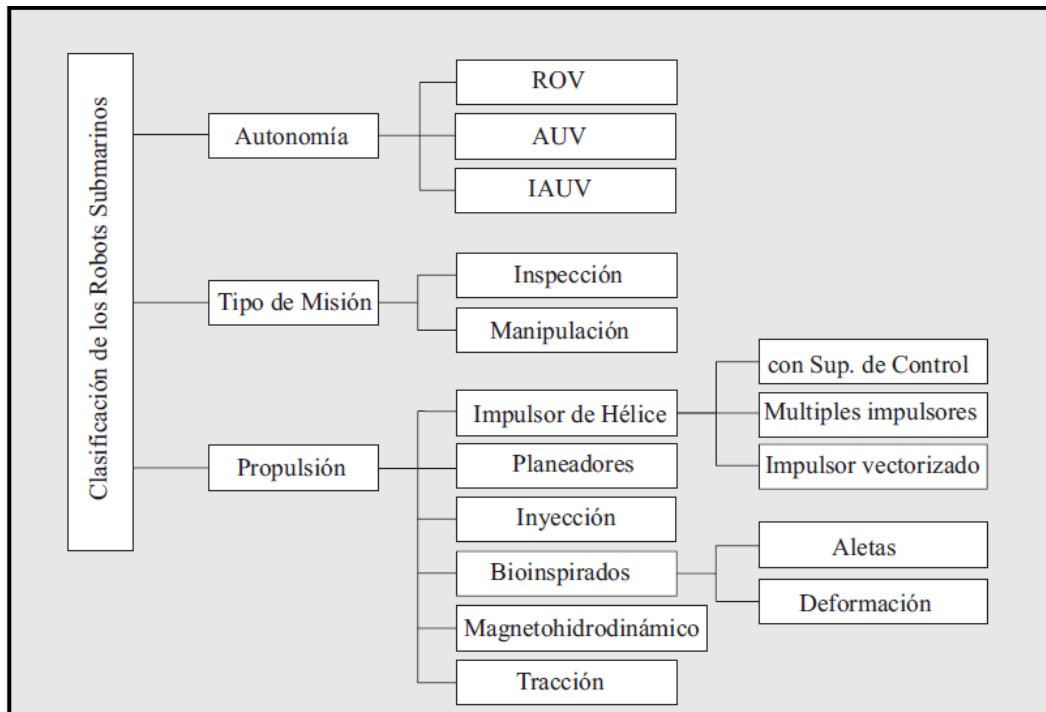 Clasificación de los Robots Submarinos
Autonomía
ROV
AUV
IAUV
Tipo de Misión
Inspección
Manipulación
Propulsión
Impulsor de Hélice
con Sup. de Control
Multiples impulsores
Impulsor vectorizado
Planeadores
Inyección
Bioinspirados
Aletas
Deformación
Magnetohidrodinámico
Tracción